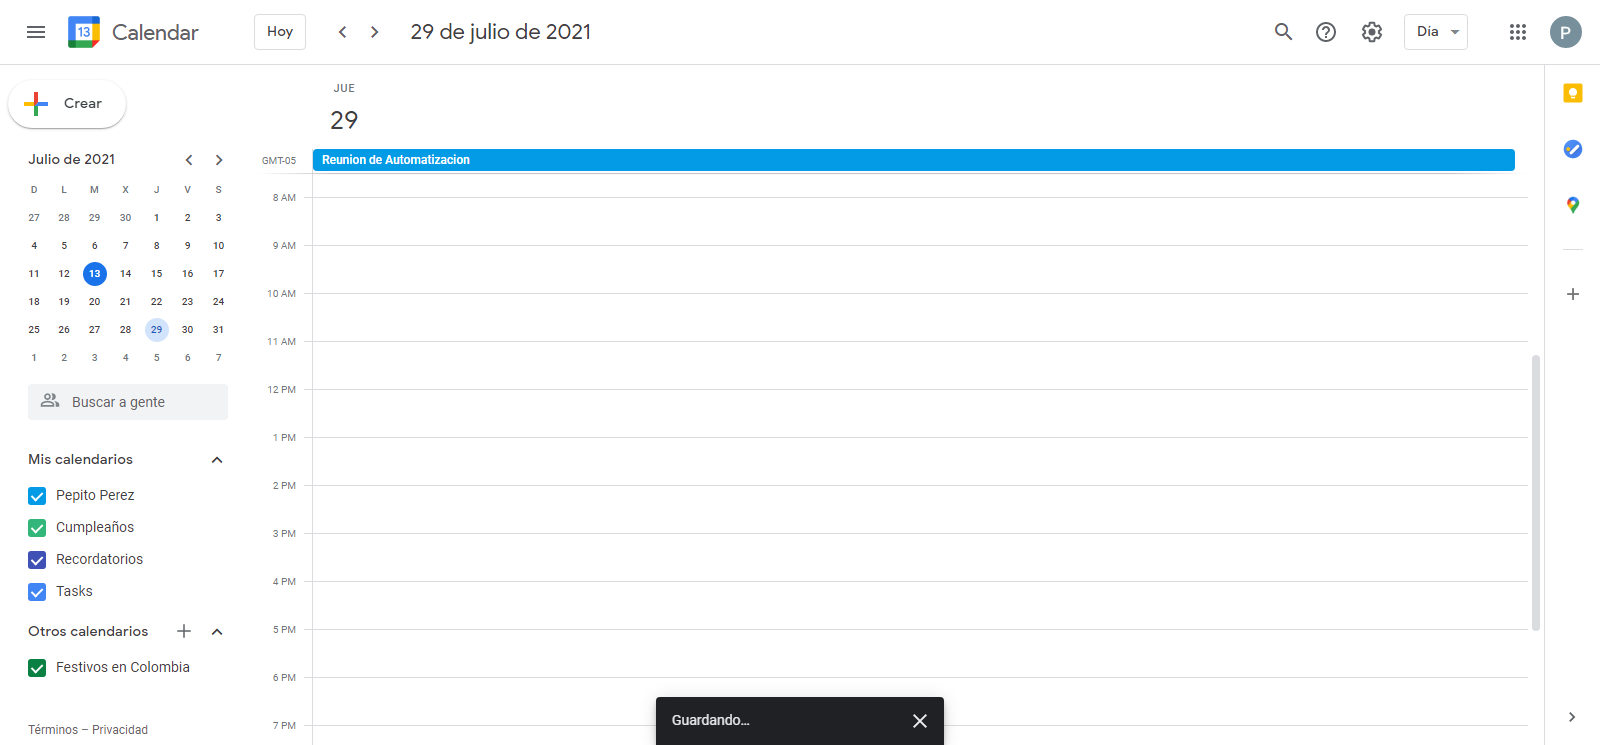 13 Calendar Hoy 29 de julio de 2021 Día P
Crear
Julio de 2021
D L M X J V S
27 28 29 30 1 2 3
4 5 6 7 8 9 10
11 12 13 14 15 16 17
18 19 20 21 22 23 24
25 26 27 28 29 30 31
1 2 3 4 5 6 7
Buscar a gente
Mis calendarios
Pepito Perez
Cumpleaños
Recordatorios
Tasks
Otros calendarios
Festivos en Colombia
Términos – Privacidad
JUE
29
GMT-05 Reunion de Automatizacion
8 AM
9 AM
10 AM
11 AM
12 PM
1 PM
2 PM
3 PM
4 PM
5 PM
6 PM
7 PM
Guardando...